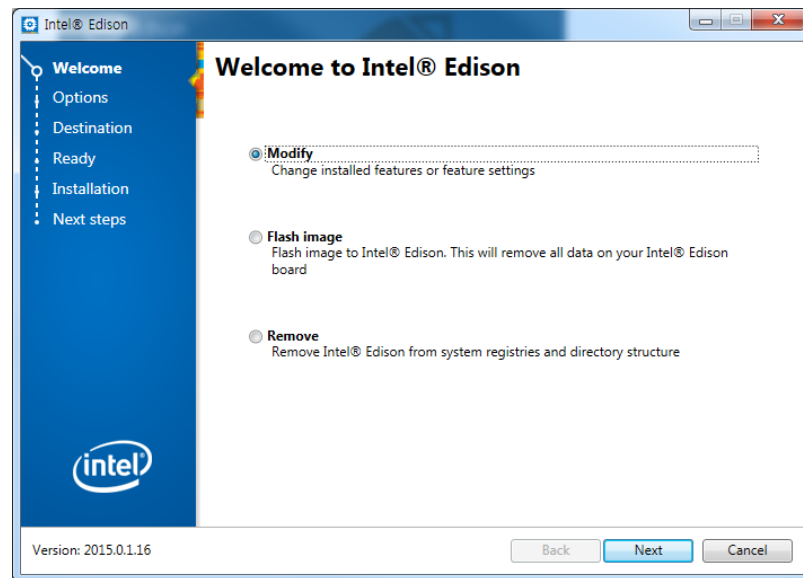 Intel® Edison
Welcome
Options
Destination
Ready
Installation
Next steps
intel
Welcome to Intel® Edison
Modify
Change installed features or feature settings
Flash image
Flash image to Intel® Edison. This will remove all data on your Intel® Edison
board
Remove
Remove Intel® Edison from system registries and directory structure
Version: 2015.0.1.16
Back
Next
Cancel